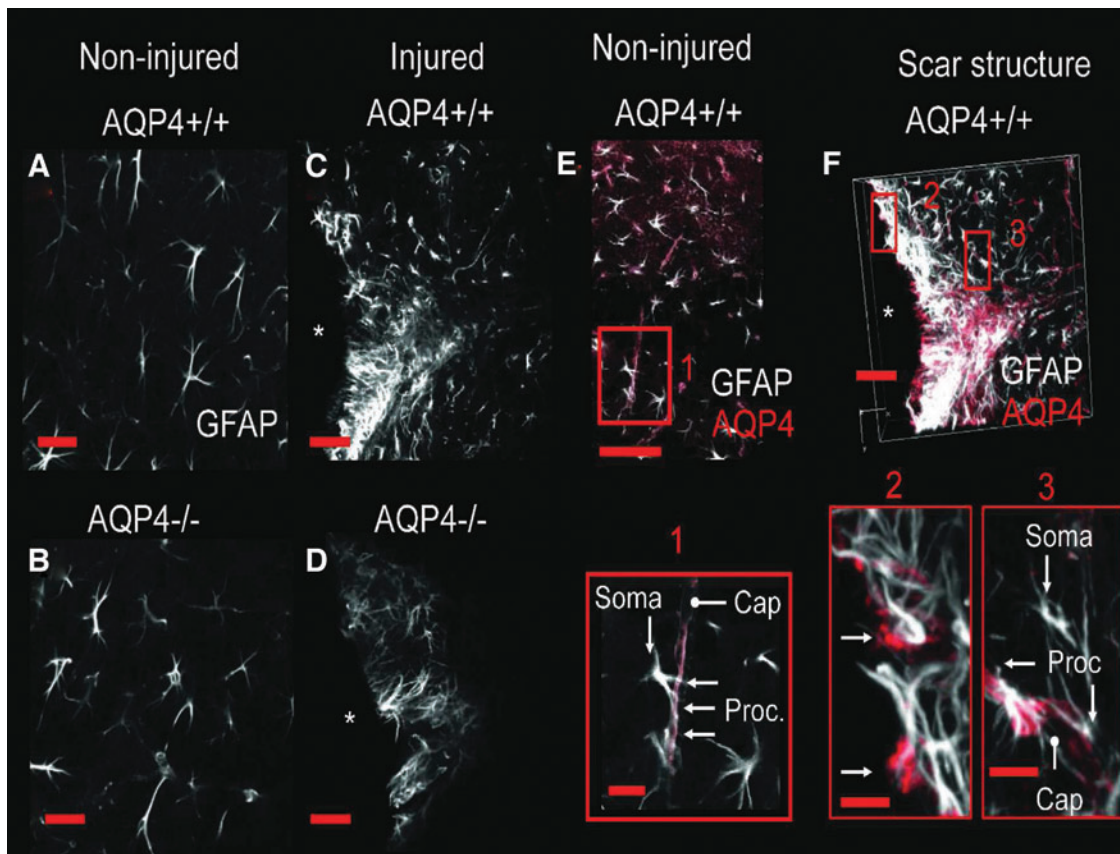 Non-injured
AQP4+/+
A
GFAP
AQP4-/-
B
Injured
AQP4+/+
C
*
AQP4-/-
D
*
Non-injured
AQP4+/+
E
1
GFAP
AQP4
1
Soma
Cap
Proc.
Scar structure
AQP4+/+
F
2
3
*
GFAP
AQP4
2
3
Soma
Proc
Cap